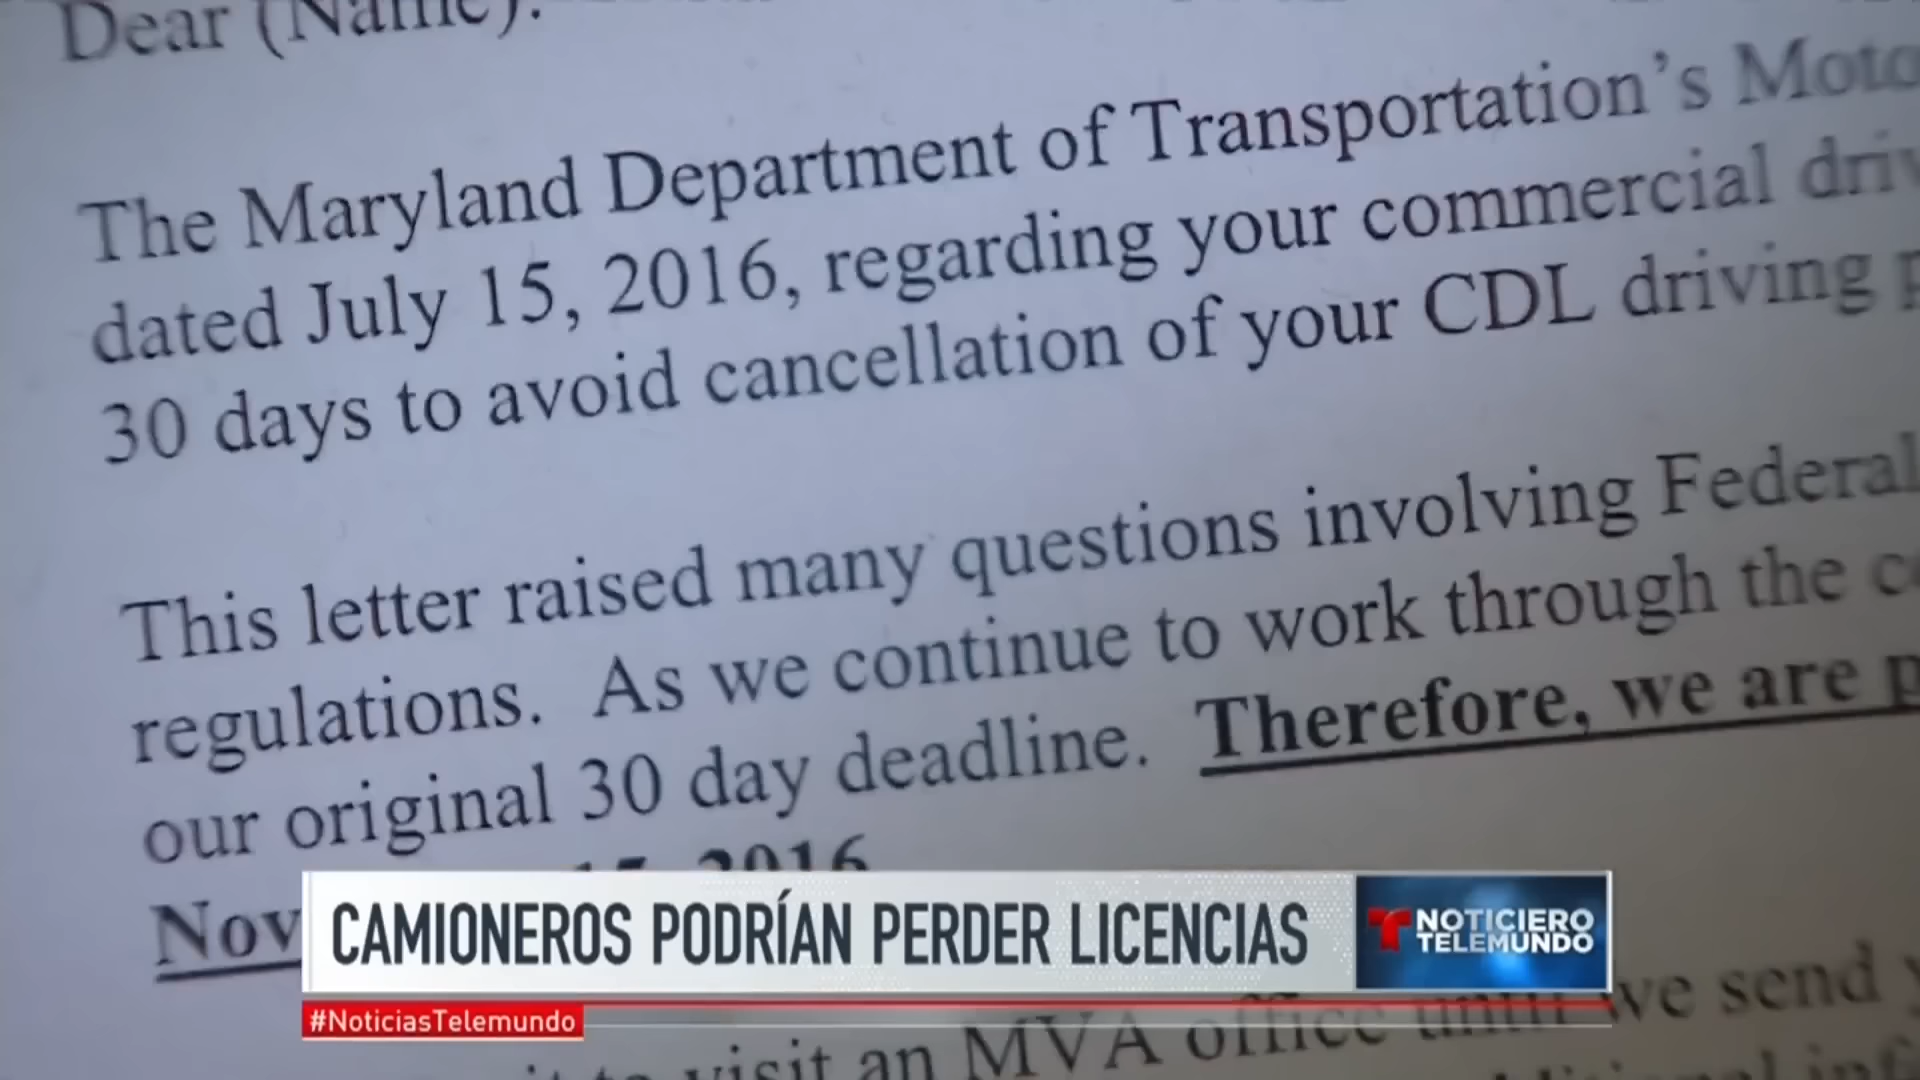 Dear (Name):
The Maryland Department of Transportation's
dated July 15, 2016, regarding your commercial
30 days to avoid cancellation of your CDL driving
This letter raised many questions involving Federal
regulations. As we continue to work through the
our original 30 day deadline. Therefore, we are
2016
CAMIONEROS PODRÍAN PERDER LICENCIAS
NOTICIERO
TELEMUNDO
#NoticiasTelemundo
visit an MVA office until we send